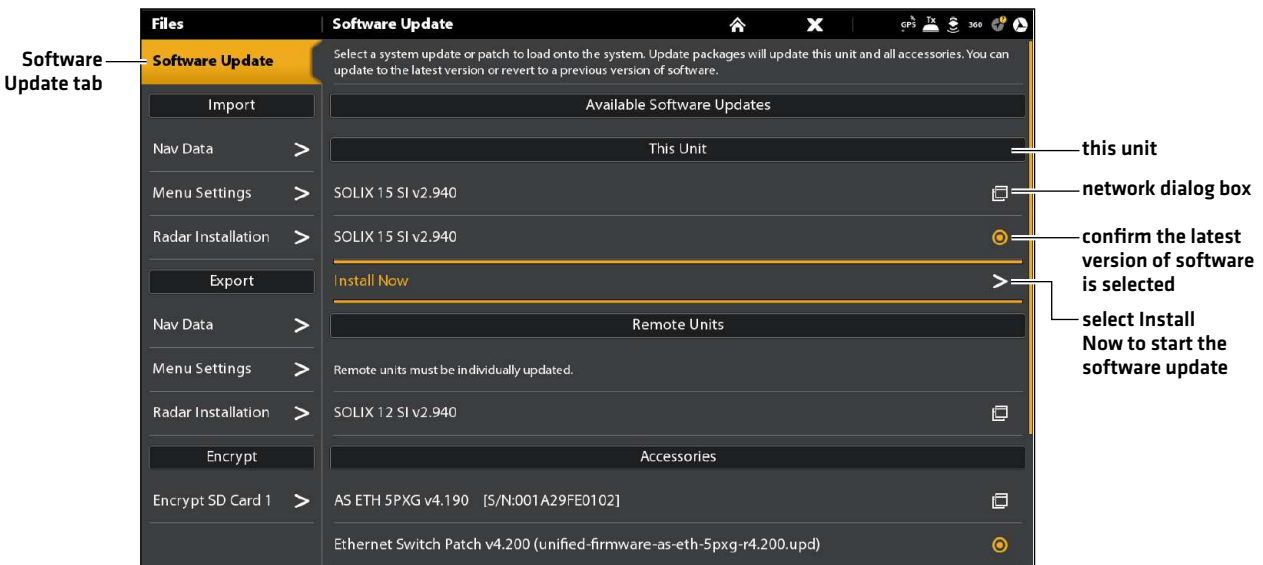 Files
Software Update
GPS Tx 360
Software
Update tab
Software Update
Select a system update or patch to load onto the system. Update packages will update this unit and all accessories. You can
update to the latest version or revert to a previous version of software.
Import
Available Software Updates
Nav Data
This Unit
this unit
Menu Settings
SOLIX 15 SI v2.940
network dialog box
Radar Installation
SOLIX 15 SI v2.940
confirm the latest
version of software
is selected
Export
Install Now
select Install
Now to start the
software update
Nav Data
Remote Units
Menu Settings
Remote units must be individually updated.
Radar Installation
SOLIX 12 SI v2.940
Encrypt
Accessories
Encrypt SD Card 1
AS ETH 5PXG v4.190 [S/N:001A29FE0102]
Ethernet Switch Patch v4.200 (unified-firmware-as-eth-5pxg-r4.200.upd)